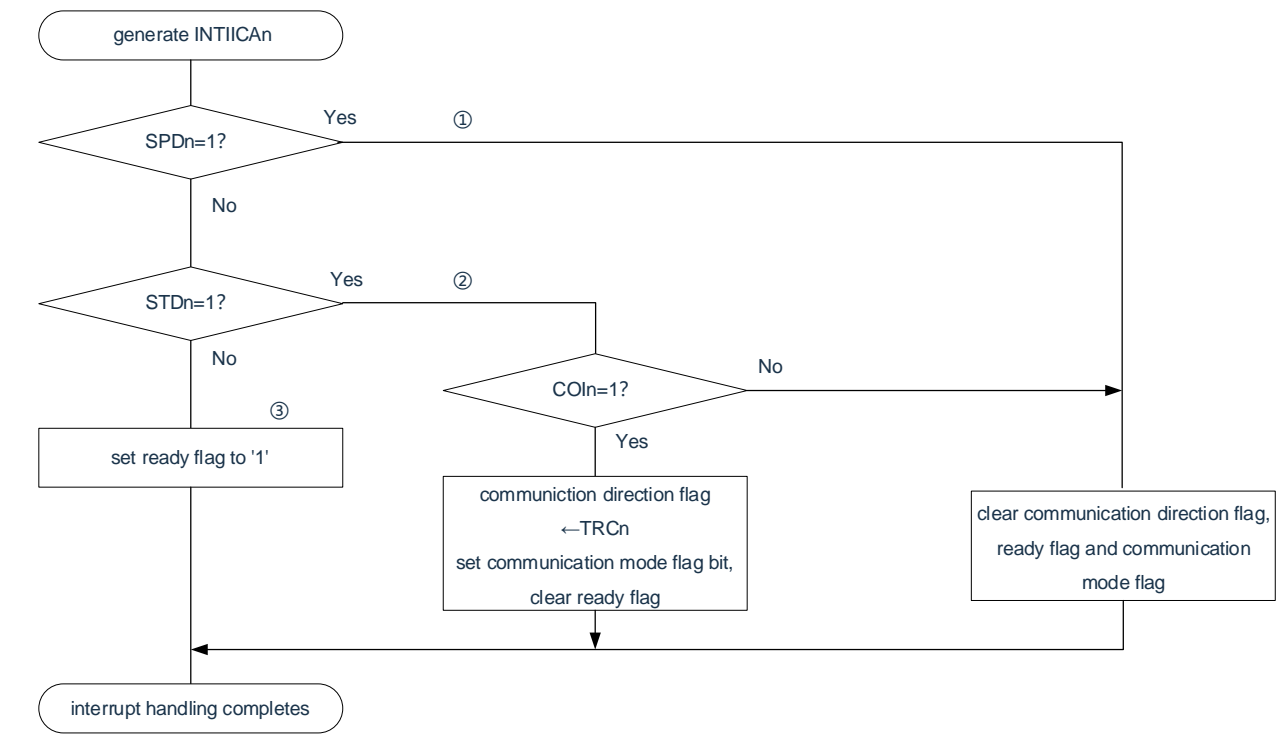 generate INTIICAn
Yes
①
SPDn=1?
No
Yes
②
STDn=1?
No
No
COIn=1?
③
Yes
set ready flag to '1'
communiction direction flag
←TRCn
set communication mode flag bit,
clear ready flag
clear communication direction flag,
ready flag and communication
mode flag
interrupt handling completes